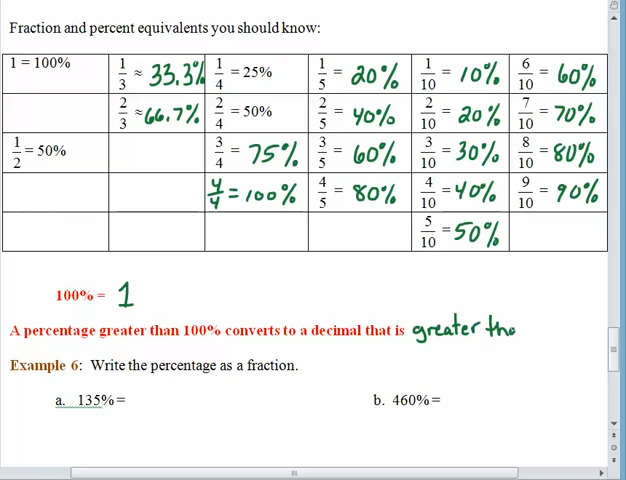 Fraction and percent equivalents you should know:
1 = 100% 1/3 ≈ 33.3% 1/4 = 25% 1/5 = 20% 1/10 = 10% 6/10 = 60%
2/3 ≈ 66.7% 2/4 = 50% 2/5 = 40% 2/10 = 20% 7/10 = 70%
1/2 = 50% 3/4 = 75% 3/5 = 60% 3/10 = 30% 8/10 = 80%
4/4 = 100% 4/5 = 80% 4/10 = 40% 9/10 = 90%
5/10 = 50%
100% = 1
A percentage greater than 100% converts to a decimal that is greater tha
Example 6: Write the percentage as a fraction.
a. 135% = b. 460% =